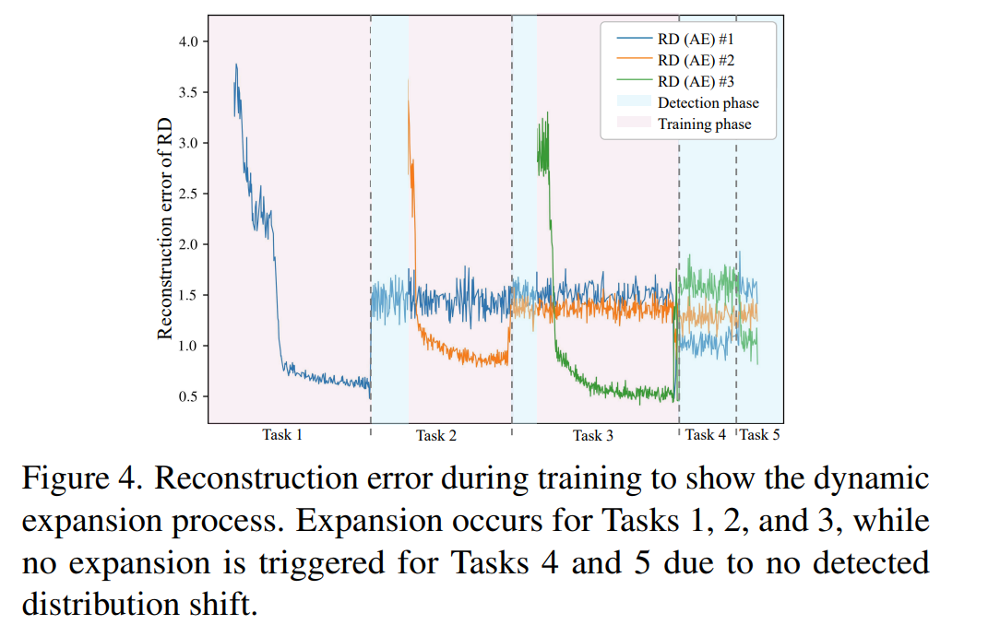 4.0
3.5
3.0
2.5
2.0
1.5
1.0
0.5
Reconstruction error of RD
RD (AE) #1
RD (AE) #2
RD (AE) #3
Detection phase
Training phase
Task 1
Task 2
Task 3
Task 4
Task 5
Figure 4. Reconstruction error during training to show the dynamic
expansion process. Expansion occurs for Tasks 1, 2, and 3, while
no expansion is triggered for Tasks 4 and 5 due to no detected
distribution shift.